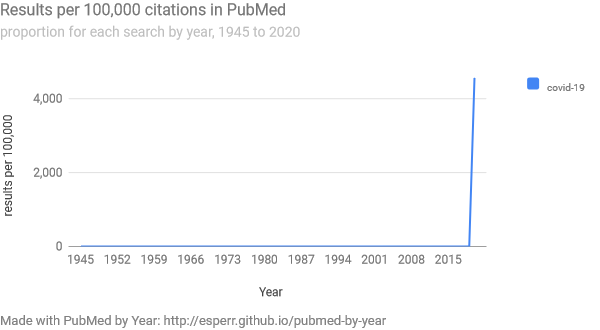 Results per 100,000 citations in PubMed
proportion for each search by year, 1945 to 2020
4,000
2,000
0
results per 100,000
covid-19
1945 1952 1959 1966 1973 1980 1987 1994 2001 2008 2015
Year
Made with PubMed by Year: http://esperr.github.io/pubmed-by-year